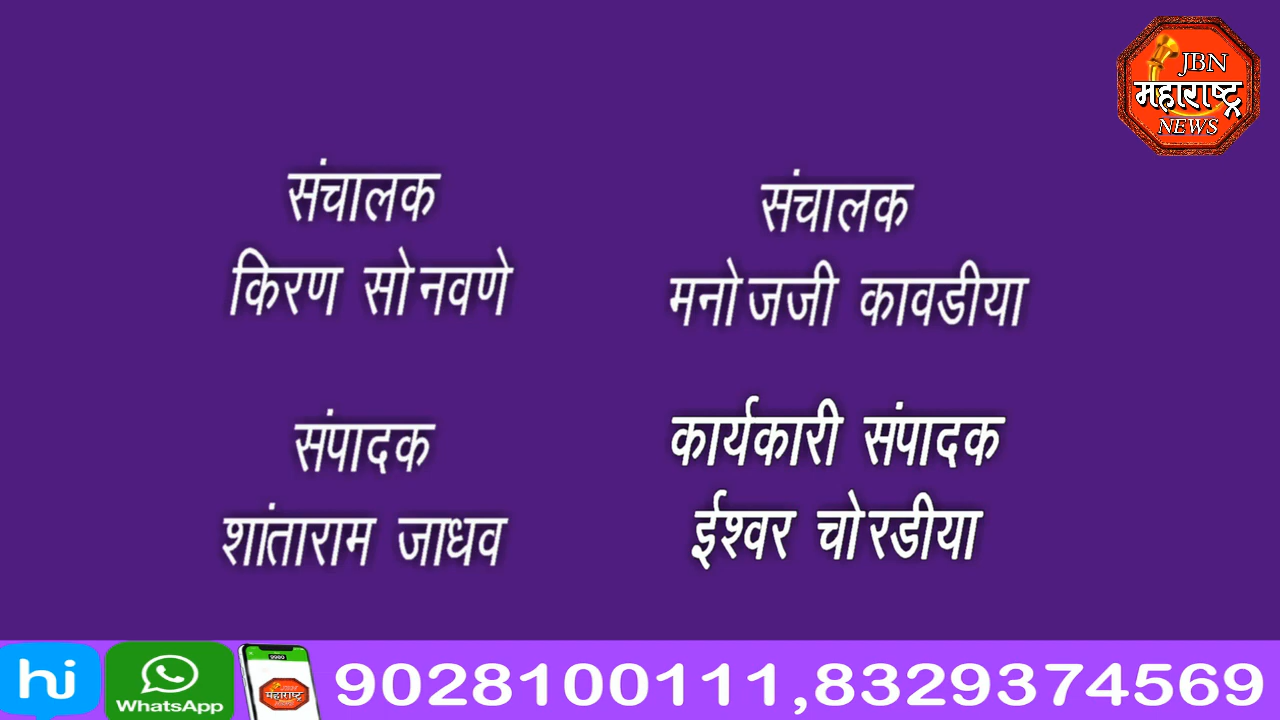 JBN
महाराष्ट्र
NEWS
संचालक
किरण सोनवणे
संचालक
मनोजजी कावडीया
संपादक
शांताराम जाधव
कार्यकारी संपादक
ईश्वर चोरडीया
hi
WhatsApp
महाराष्ट्र
9028100111,8329374569